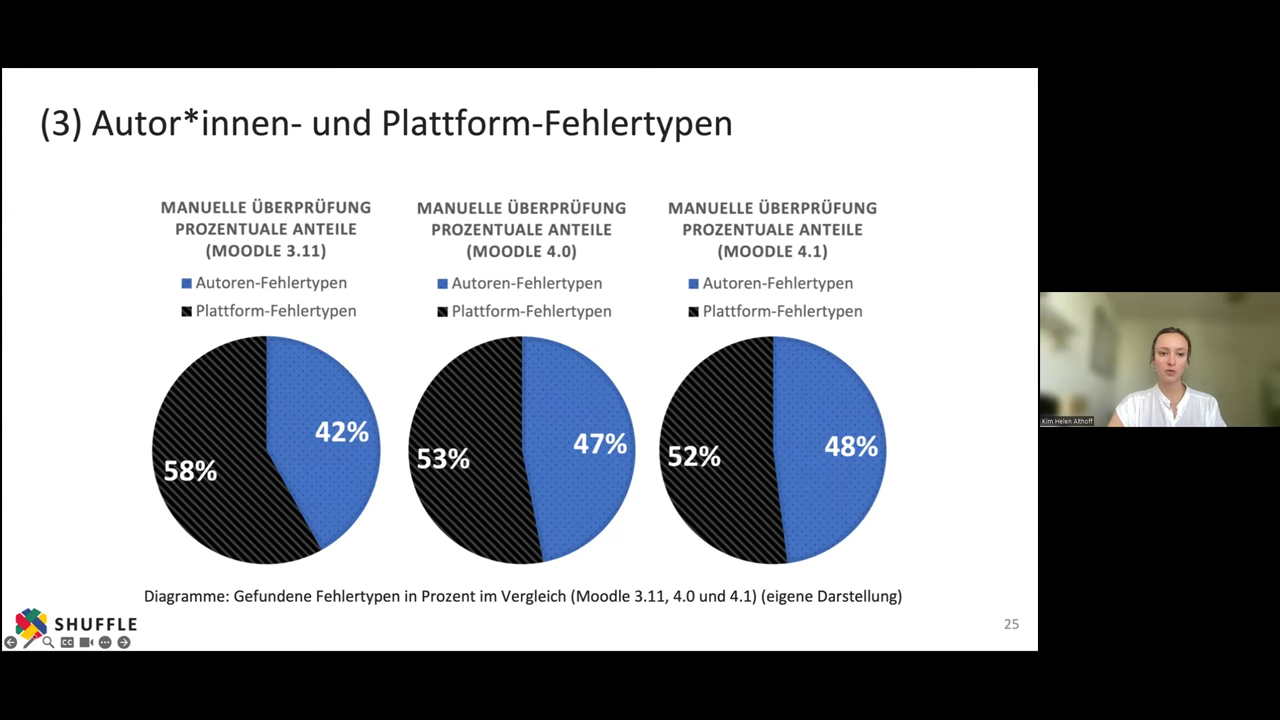 (3) Autor*innen- und Plattform-Fehlertypen
MANUELLE ÜBERPRÜFUNG
PROZENTUALE ANTEILE
(MOODLE 3.11)
Autoren-Fehlertypen
Plattform-Fehlertypen
42%
58%
MANUELLE ÜBERPRÜFUNG
PROZENTUALE ANTEILE
(MOODLE 4.0)
Autoren-Fehlertypen
Plattform-Fehlertypen
47%
53%
MANUELLE ÜBERPRÜFUNG
PROZENTUALE ANTEILE
(MOODLE 4.1)
Autoren-Fehlertypen
Plattform-Fehlertypen
48%
52%
Diagramme: Gefundene Fehlertypen in Prozent im Vergleich (Moodle 3.11, 4.0 und 4.1) (eigene Darstellung)
SHUFFLE
CC
25
Kim Helen Althoff